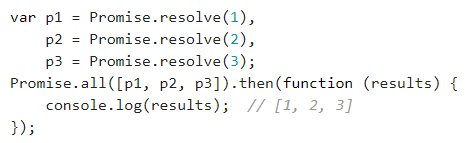 var p1 = Promise.resolve(1),
    p2 = Promise.resolve(2),
    p3 = Promise.resolve(3);
Promise.all([p1, p2, p3]).then(function (results) {
    console.log(results);  // [1, 2, 3]
});